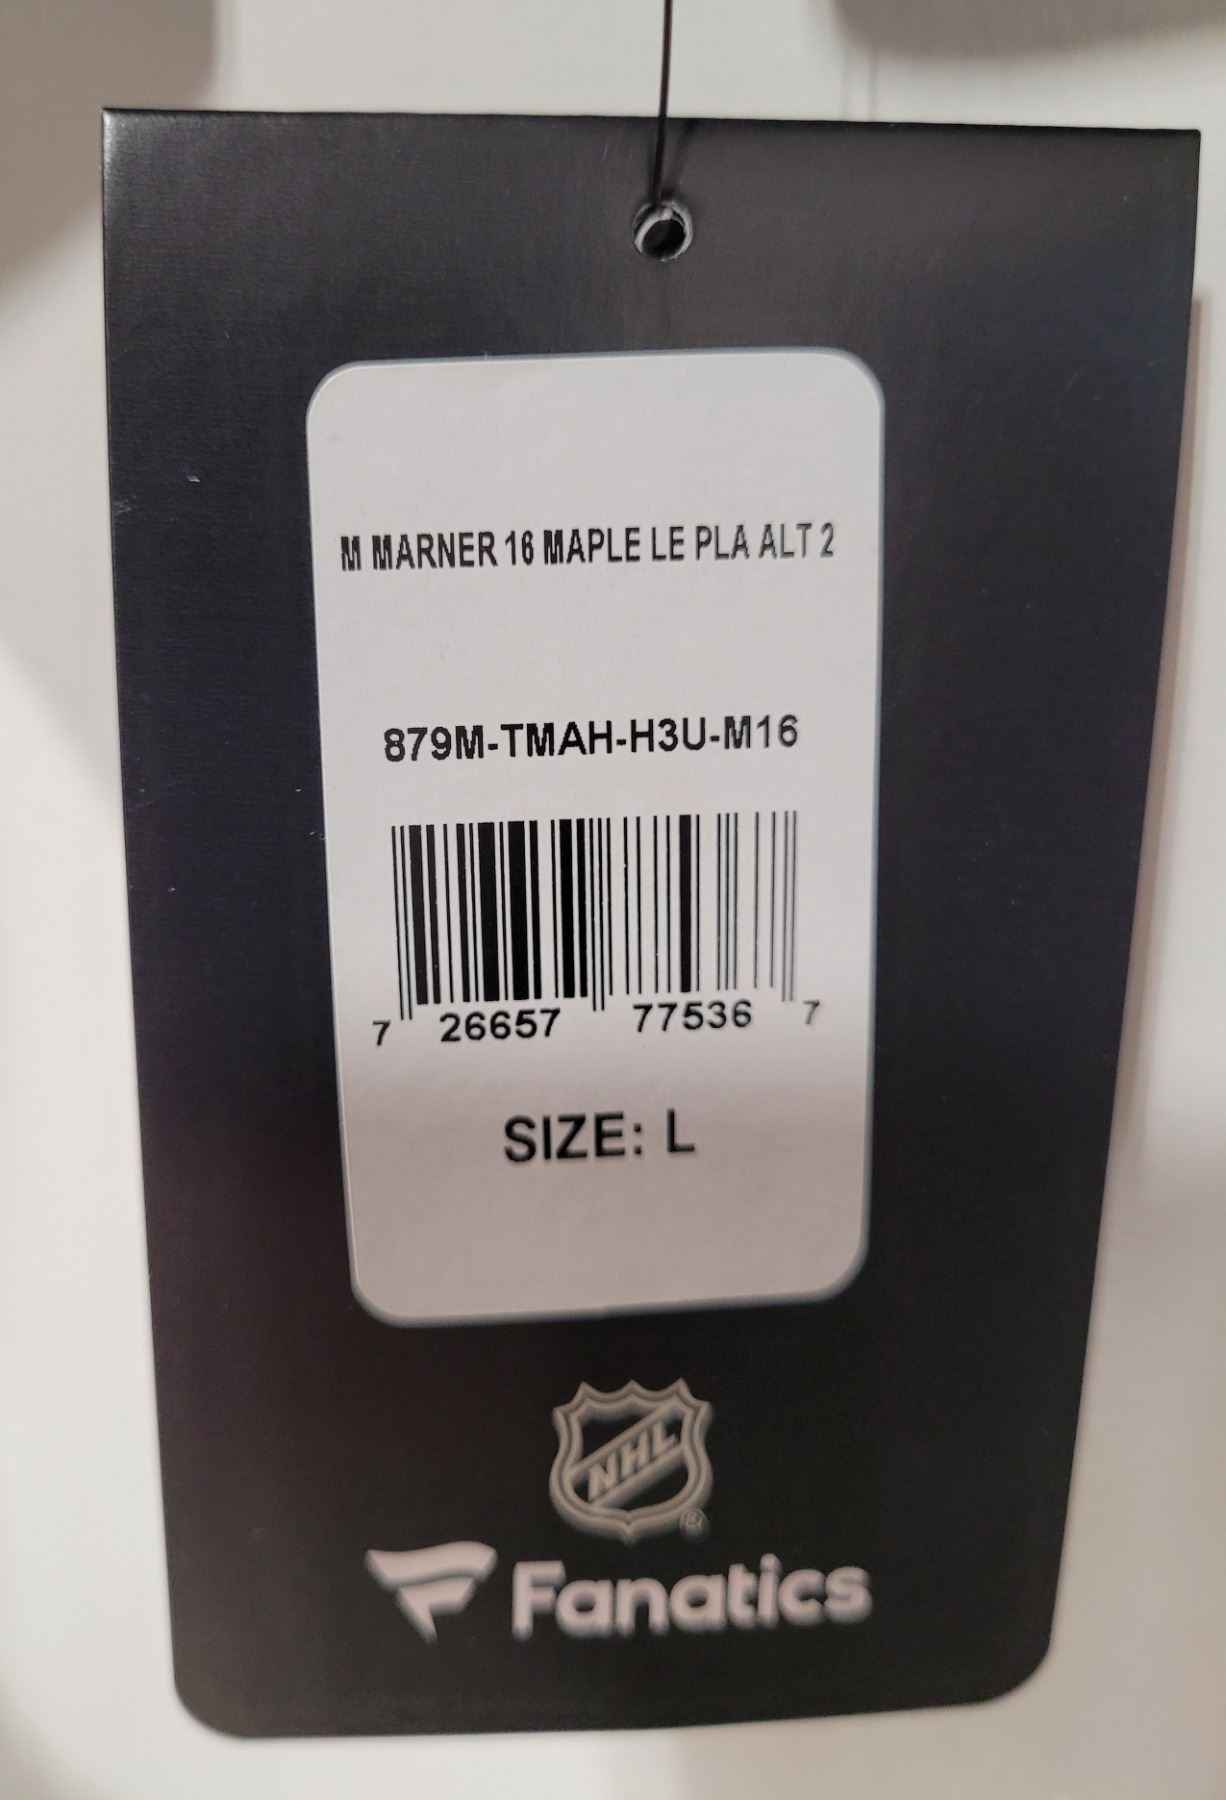 M MARNER 16 MAPLE LE PLA ALT 2
879M-TMAH-H3U-M16
7 26657 77536 7
SIZE: L
NHL
®
Fanatics